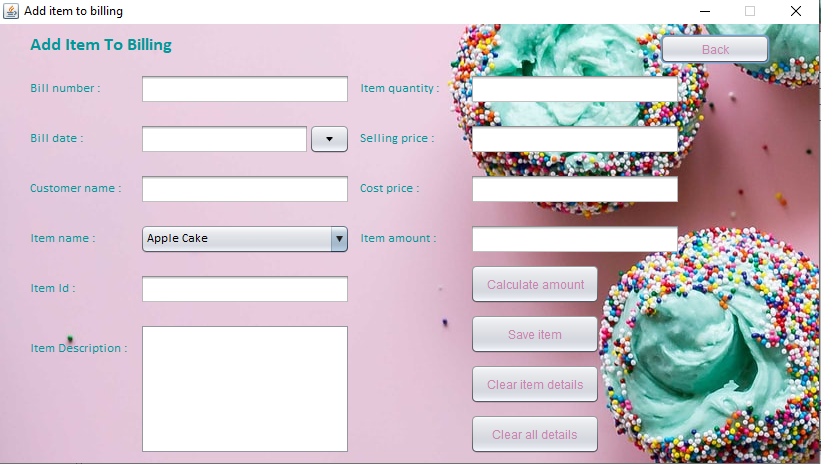 Add item to billing
Add Item To Billing
Back
Bill number :
Item quantity :
Bill date :
Selling price :
Customer name :
Cost price :
Item name :
Apple Cake
Item amount :
Item Id :
Calculate amount
Save item
Item Description :
Clear item details
Clear all details